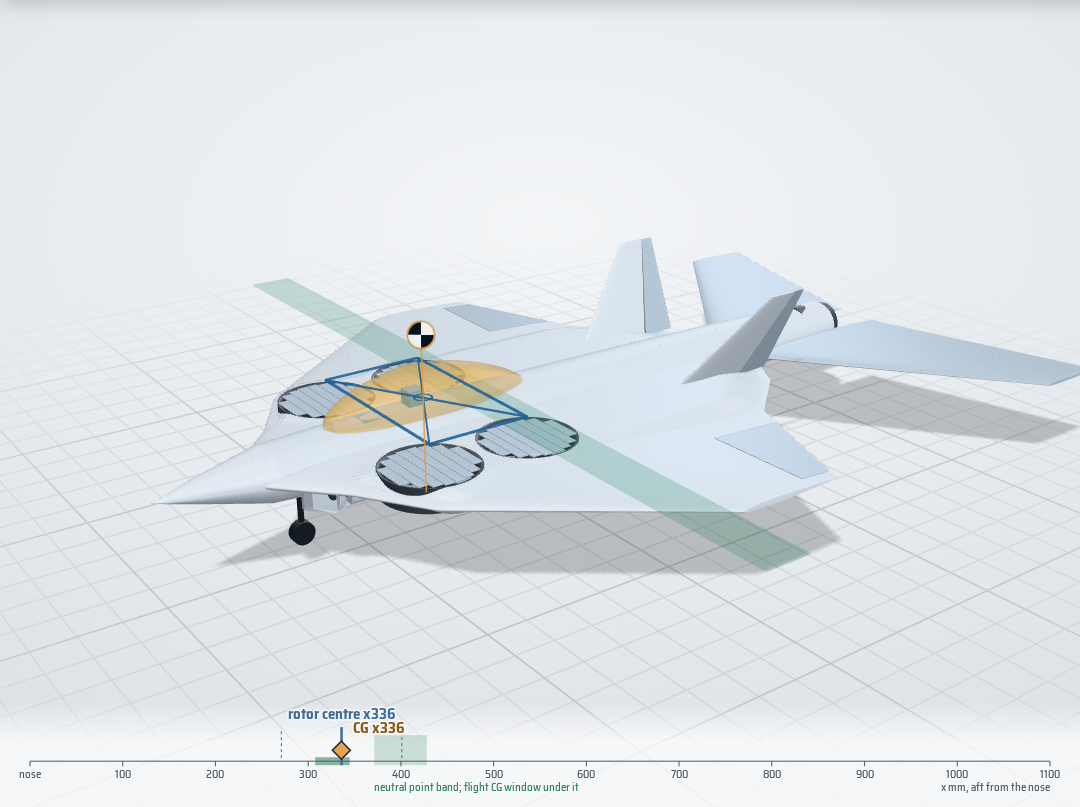 rotor centre x336
CG x336
nose 100 200 300 400 500 600 700 800 900 1000 1100
neutral point band; flight CG window under it x mm, aft from the nose